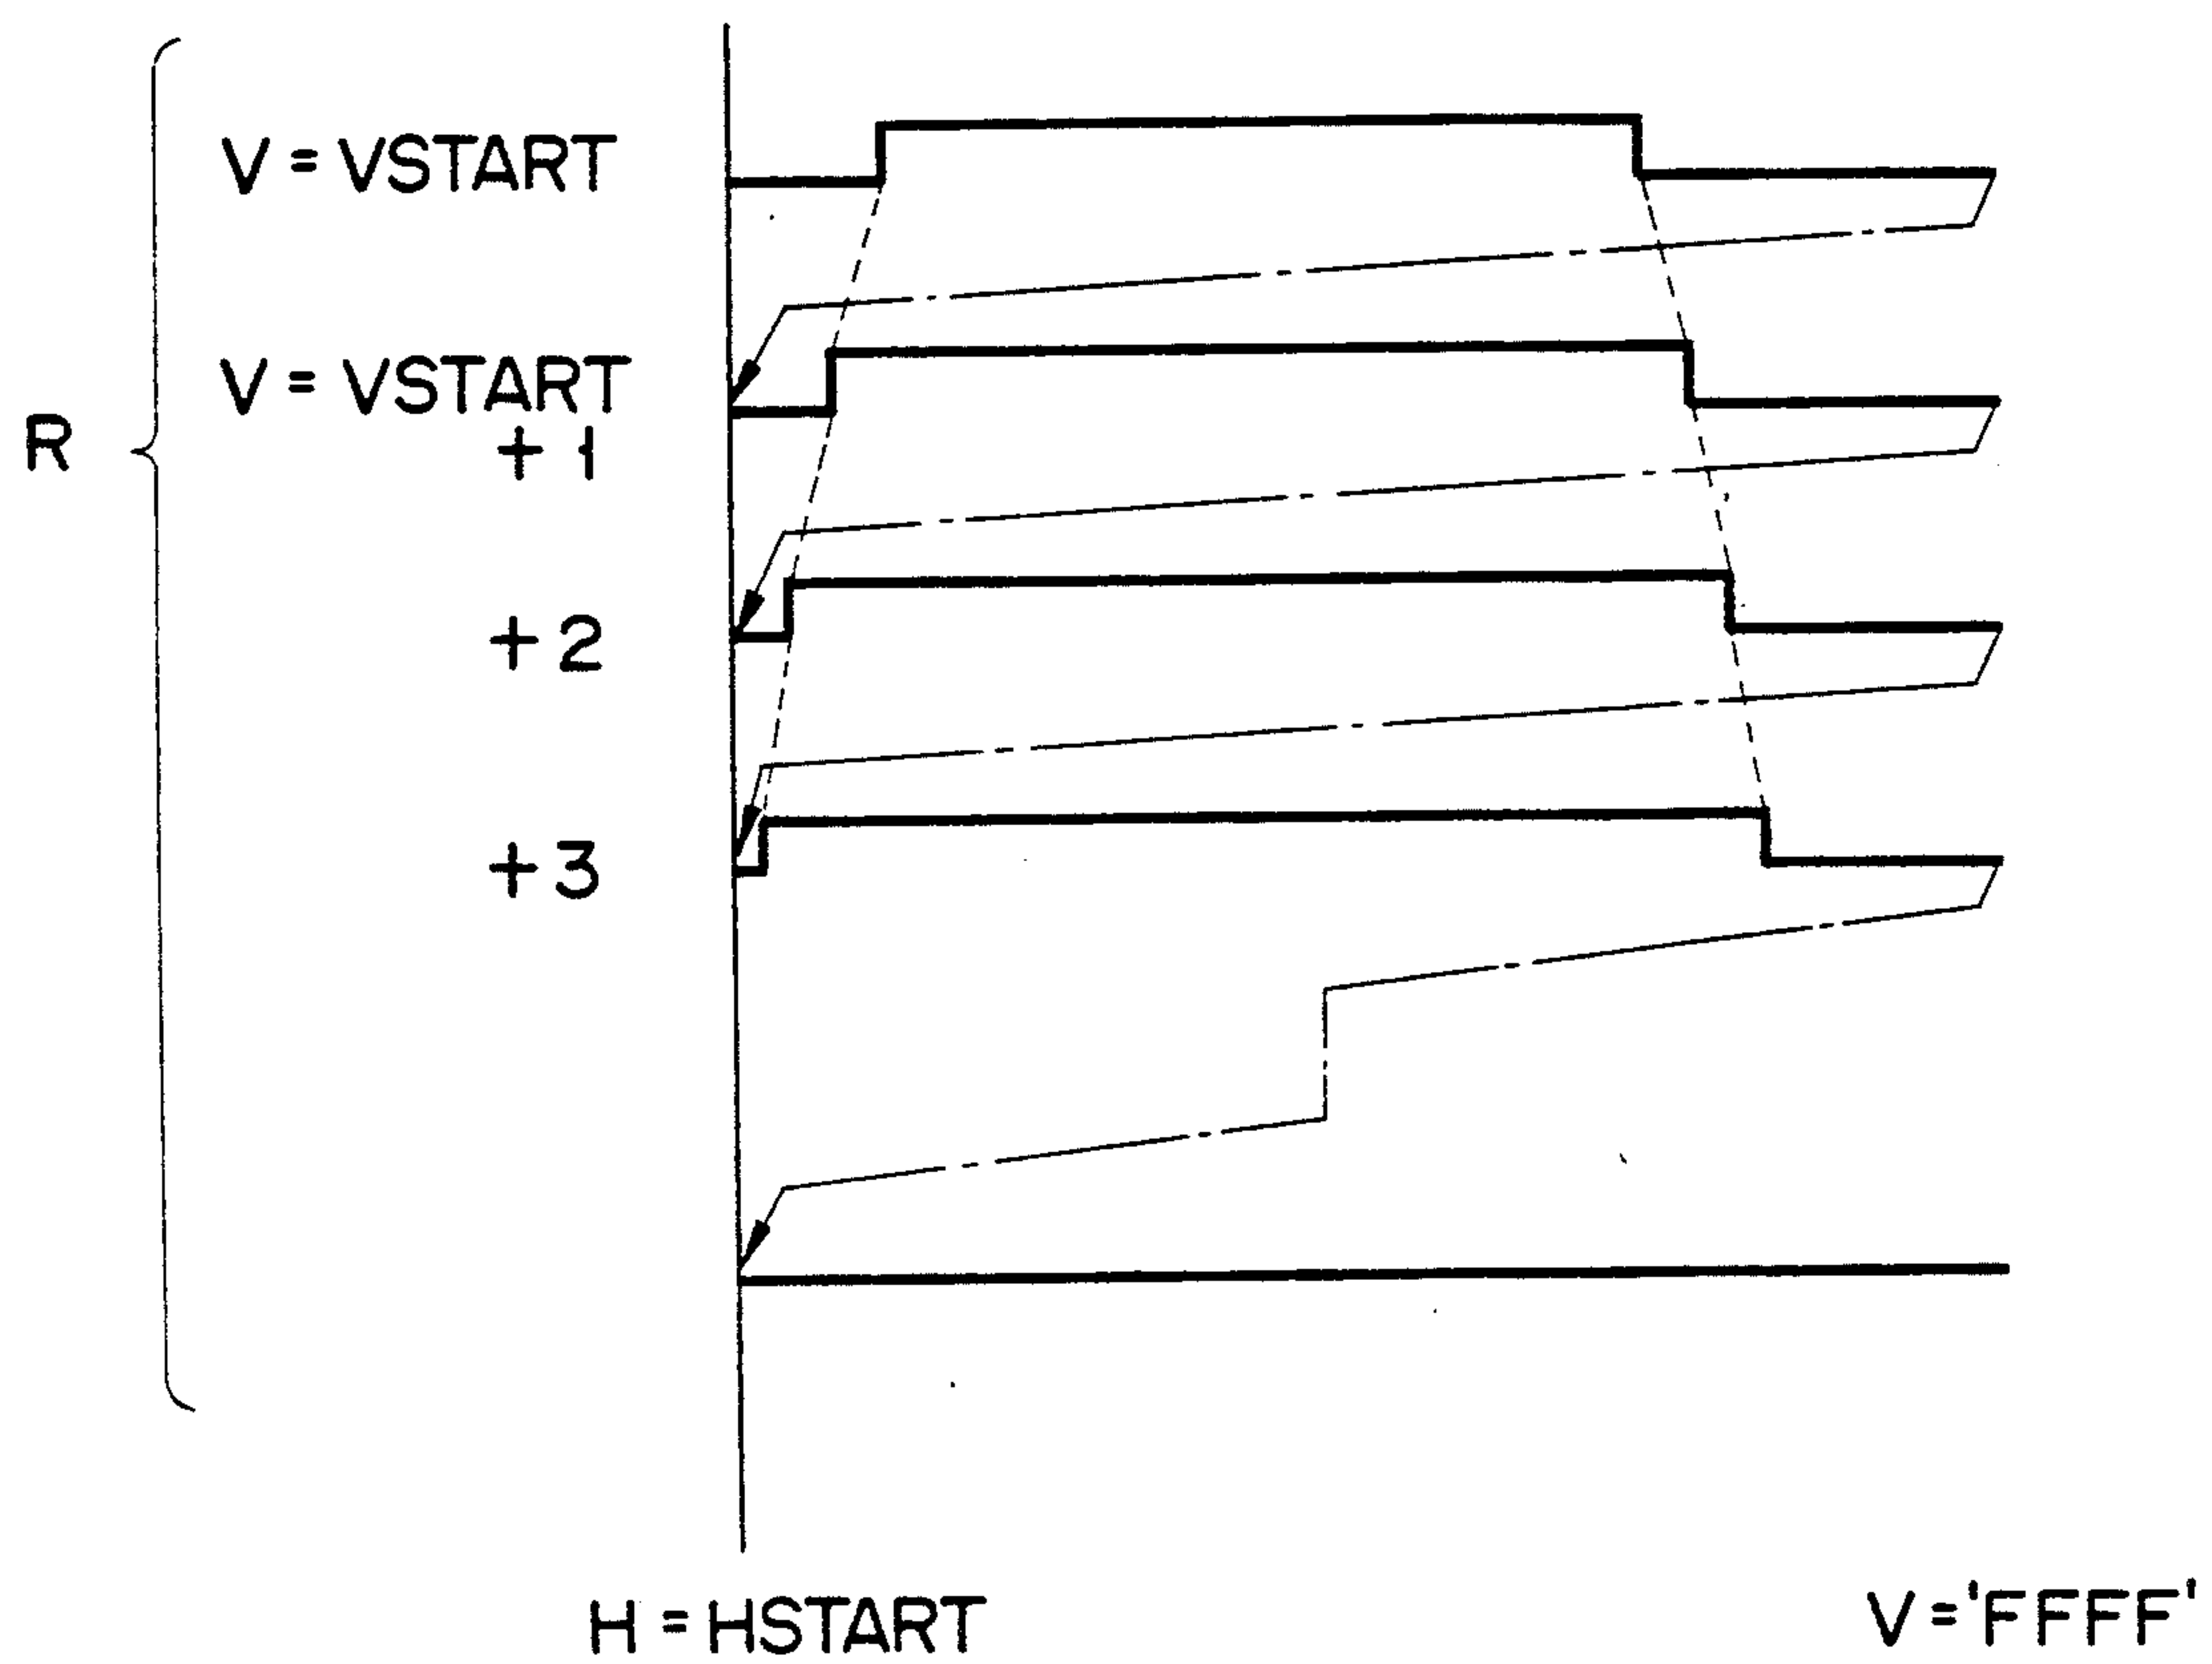 V = VSTART
V = VSTART
+ 1
R
+ 2
+ 3
H = HSTART
V = 'FFFF'